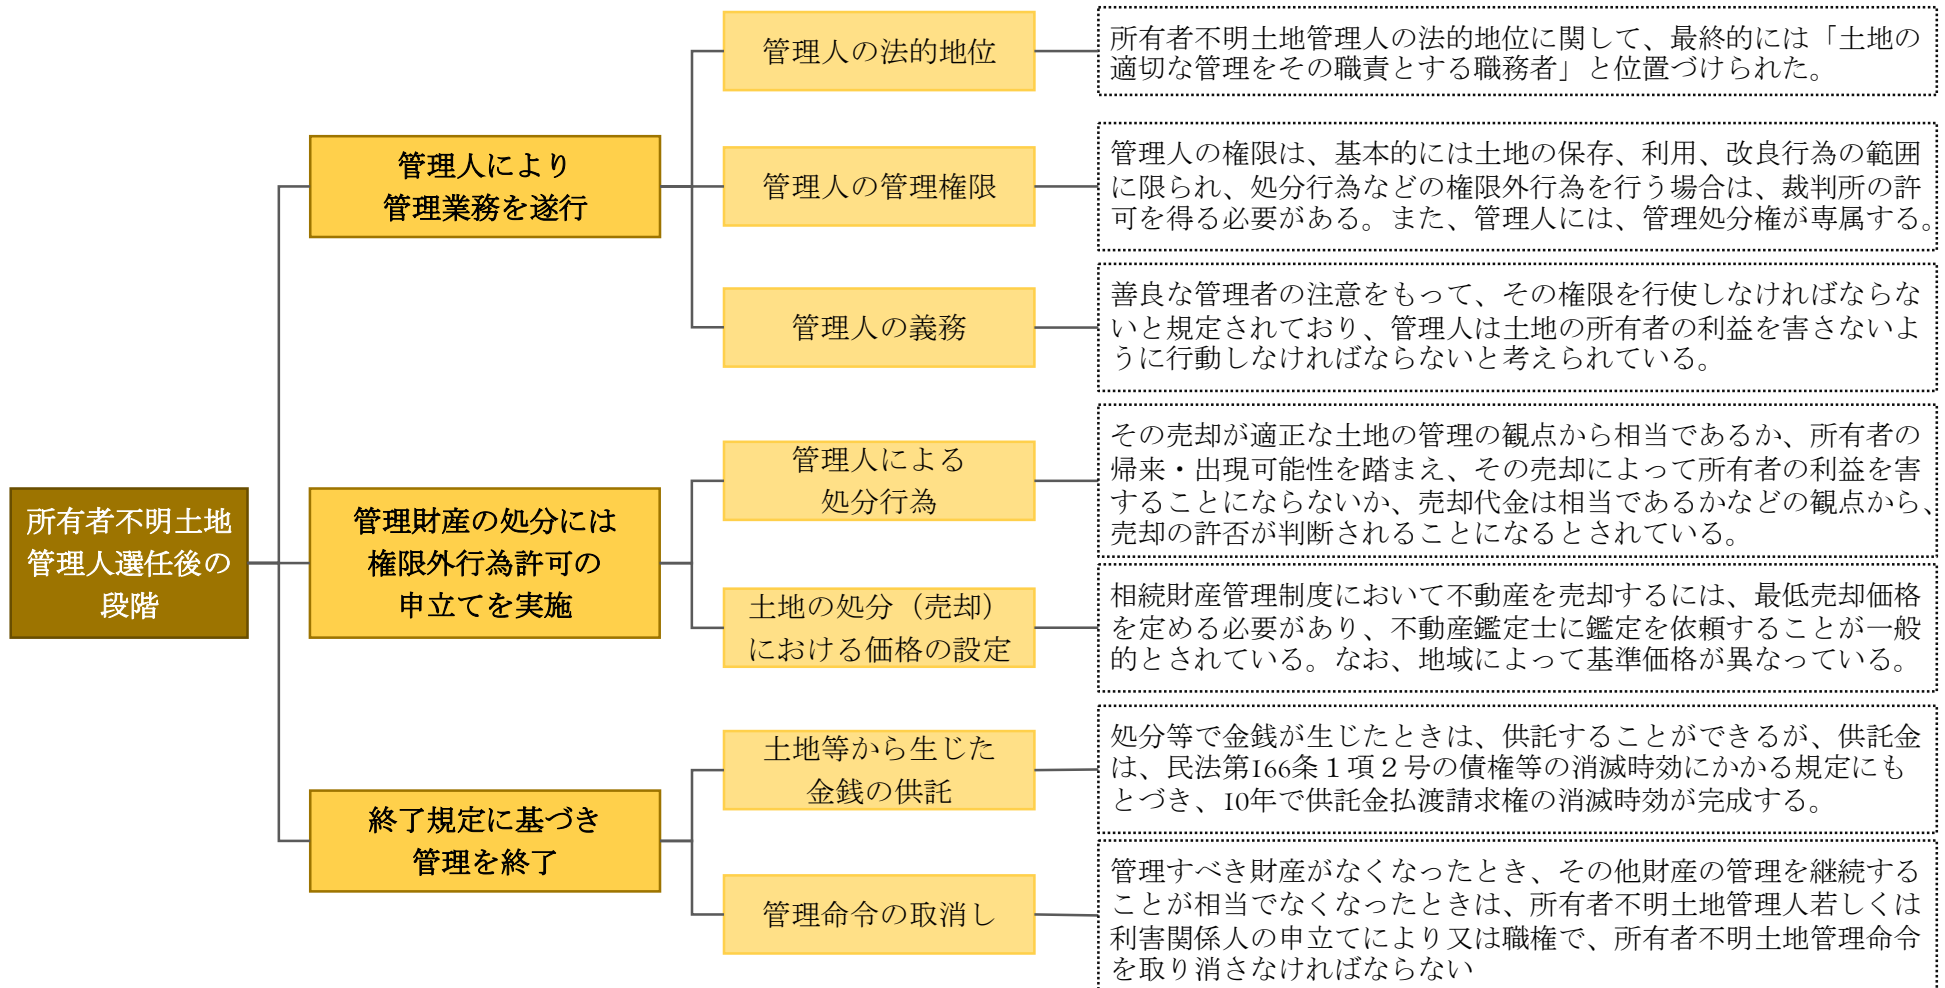 所有者不明土地
管理人選任後の
段階
管理人により
管理業務を遂行
管理人の法的地位
所有者不明土地管理人の法的地位に関して、最終的には「土地の
適切な管理をその職責とする職務者」と位置づけられた。
管理人の管理権限
管理人の権限は、基本的には土地の保存、利用、改良行為の範囲
に限られ、処分行為などの権限外行為を行う場合は、裁判所の許
可を得る必要がある。また、管理人には、管理処分権が専属する。
管理人の義務
善良な管理者の注意をもって、その権限を行使しなければならな
いと規定されており、管理人は土地の所有者の利益を害さないよ
うに行動しなければならないと考えられている。
管理財産の処分には
権限外行為許可の
申立てを実施
管理人による
処分行為
その売却が適正な土地の管理の観点から相当であるか、所有者の
帰来・出現可能性を踏まえ、その売却によって所有者の利益を害
することにならないか、売却代金は相当であるかなどの観点から、
売却の許否が判断されることになるとされている。
土地の処分（売却）
における価格の設定
相続財産管理制度において不動産を売却するには、最低売却価格
を定める必要があり、不動産鑑定士に鑑定を依頼することが一般
的とされている。なお、地域によって基準価格が異なっている。
終了規定に基づき
管理を終了
土地等から生じた
金銭の供託
処分等で金銭が生じたときは、供託することができるが、供託金
は、民法第166条１項２号の債権等の消滅時効にかかる規定にも
とづき、10年で供託金払渡請求権の消滅時効が完成する。
管理命令の取消し
管理すべき財産がなくなったとき、その他財産の管理を継続する
ことが相当でなくなったときは、所有者不明土地管理人若しくは
利害関係人の申立てにより又は職権で、所有者不明土地管理命令
を取り消さなければならない